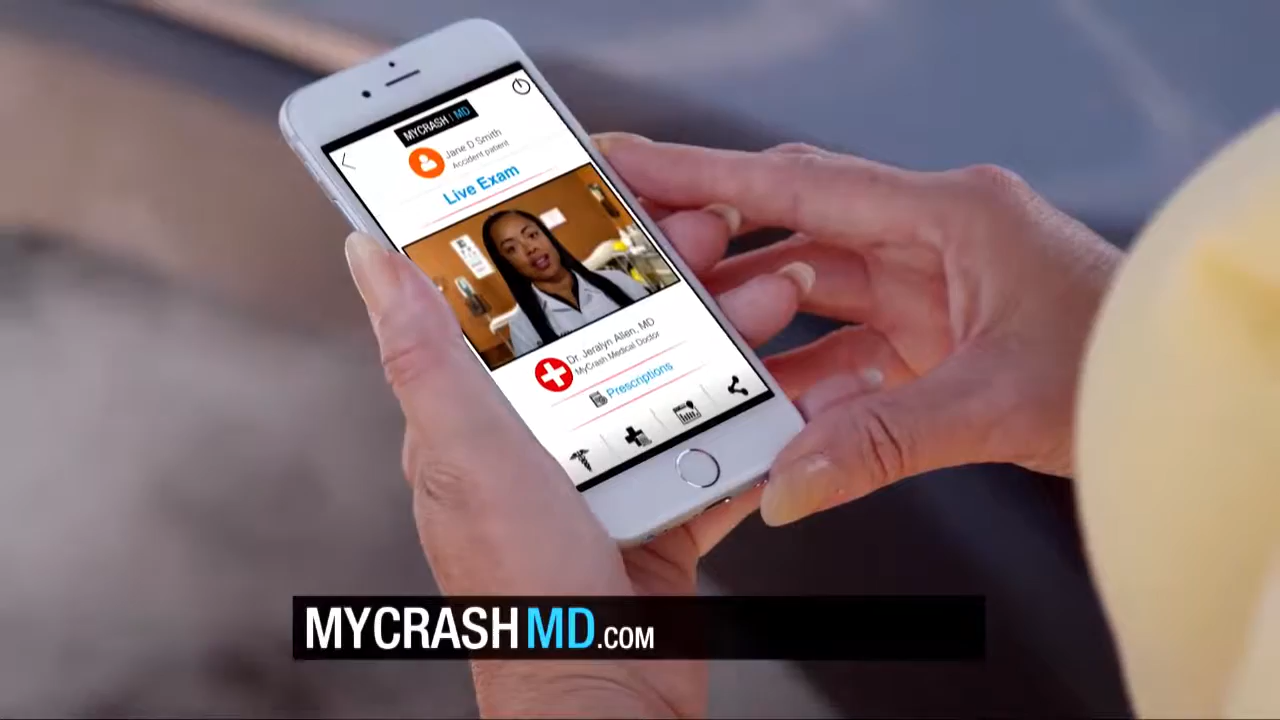 MYCRASH | MD
Jane D Smith
Accident patient
Live Exam
Dr. Jeralyn Allen, MD
MyCrash Medical Doctor
Prescriptions
MYCRASHMD.COM